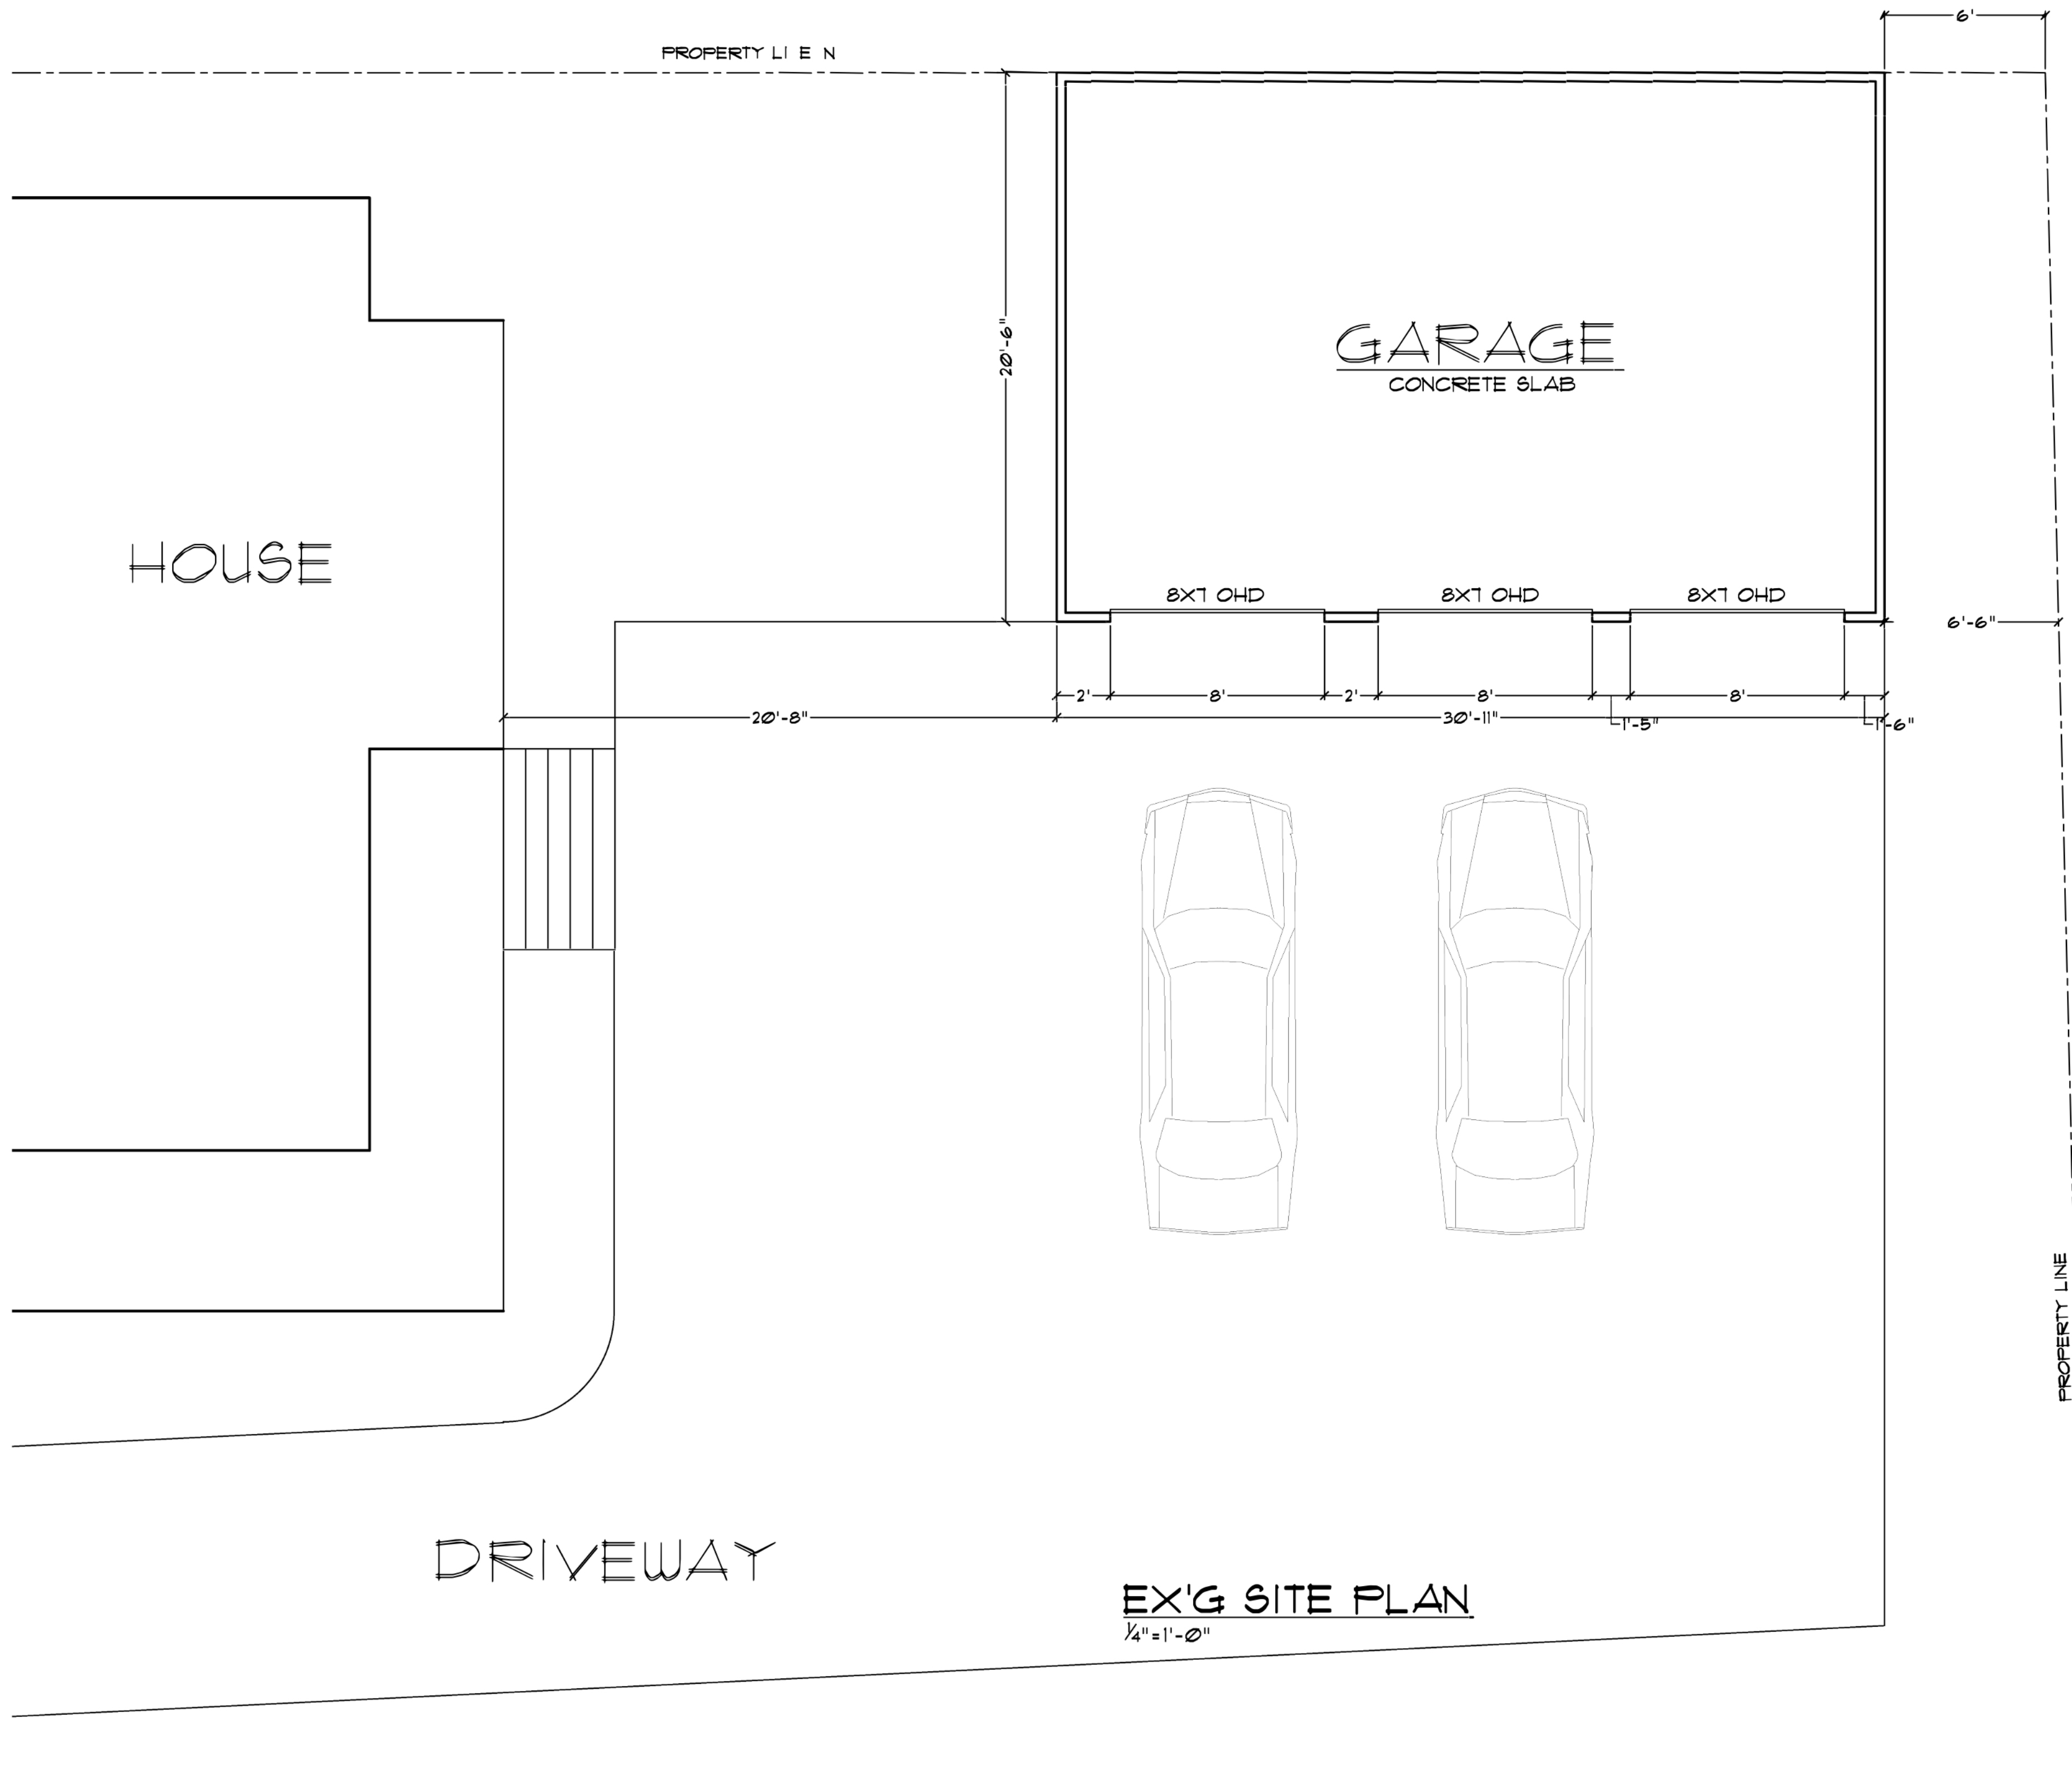 6'
PROPERTY LI E N
20'-6"
GARAGE
CONCRETE SLAB
HOUSE
8X7 OHD
8X7 OHD
8X7 OHD
6'-6"
2'
8'
2'
8'
8'
20'-8"
30'-11"
1'-5"
1'-6"
PROPERTY LINE
DRIVEWAY
EX'G SITE PLAN
1/4"=1'-0"